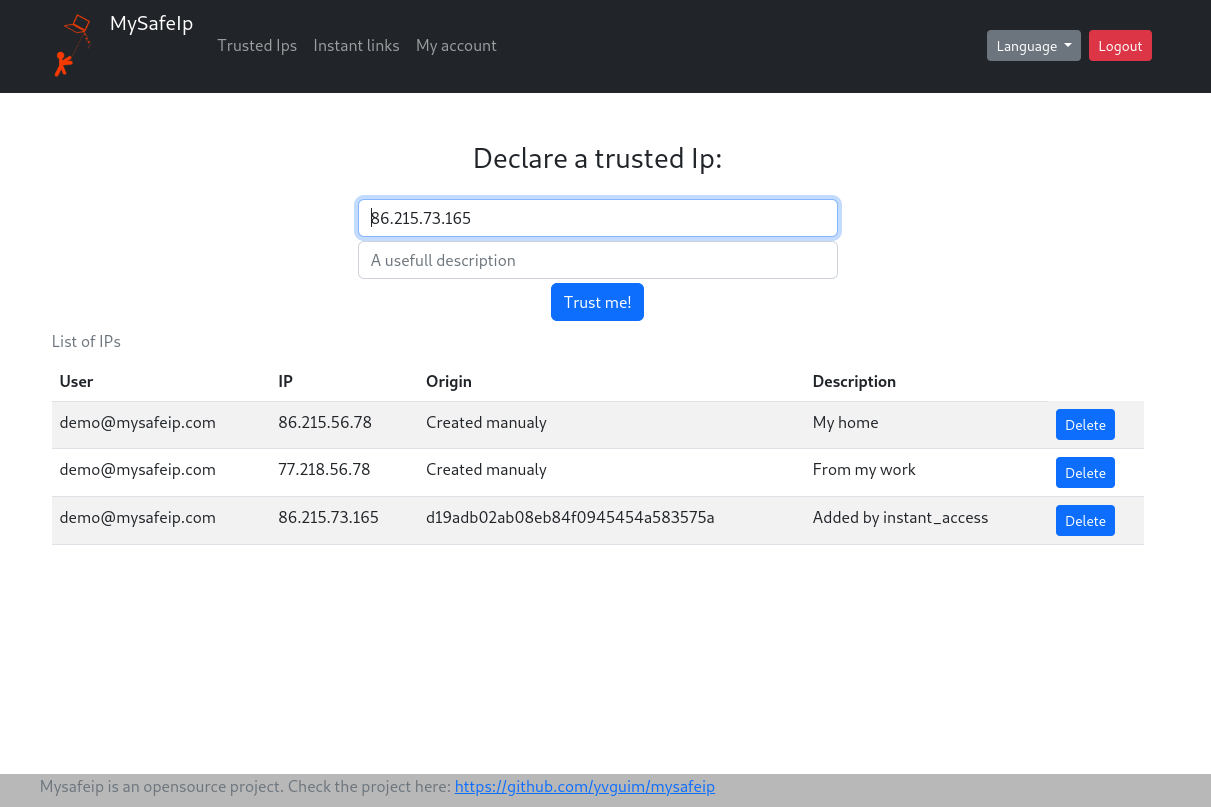 MySafeIp
Trusted Ips Instant links My account
Language Logout
Declare a trusted Ip:
86.215.73.165
A usefull description
Trust me!
List of IPs
User IP Origin Description
demo@mysafeip.com 86.215.56.78 Created manualy My home Delete
demo@mysafeip.com 77.218.56.78 Created manualy From my work Delete
demo@mysafeip.com 86.215.73.165 d19adb02ab08eb84f0945454a583575a Added by instant_access Delete
Mysafeip is an opensource project. Check the project here: https://github.com/yvguim/mysafeip